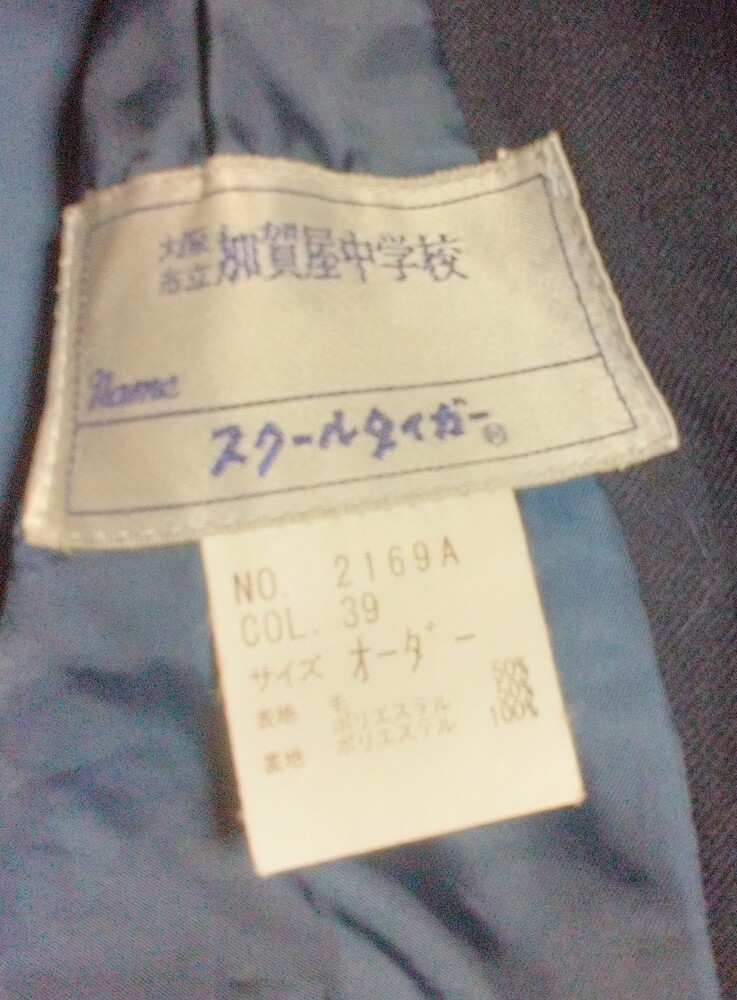 大阪市立加賀屋中学校
Name
スクールタイガー®
NO. 2169A
COL. 39
サイズ オーダー
表地 毛 50%
ポリエステル 50%
裏地 ポリエステル 100%